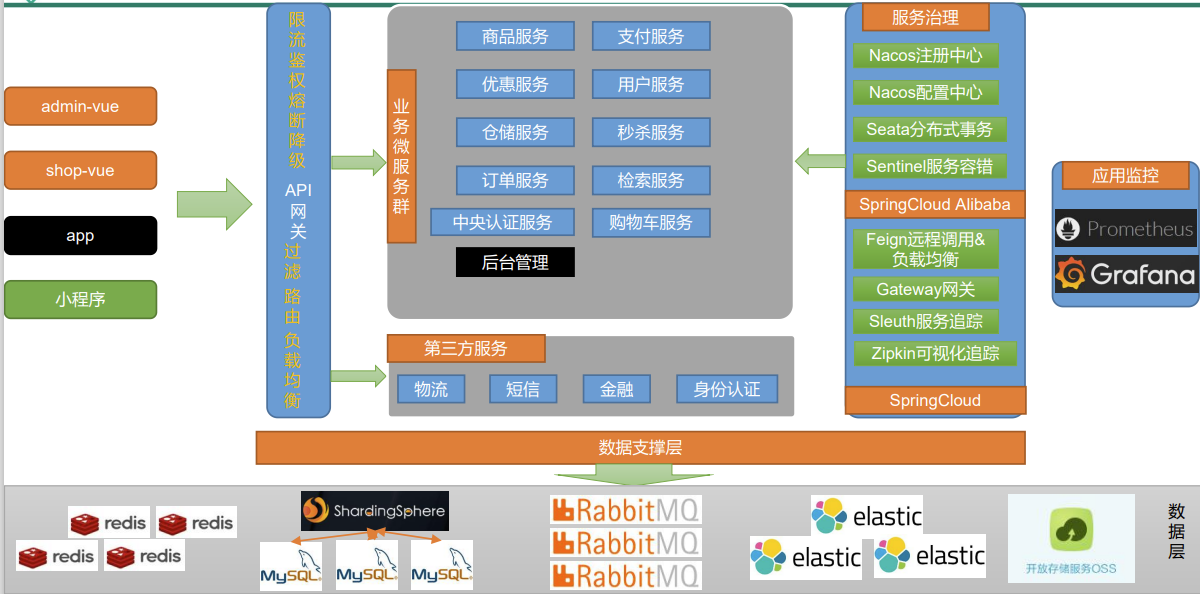 admin-vue
shop-vue
app
小程序
限流鉴权熔断降级
API
网关
过滤
路由
负载均衡
业务微服务群
商品服务
支付服务
优惠服务
用户服务
仓储服务
秒杀服务
订单服务
检索服务
中央认证服务
购物车服务
后台管理
第三方服务
物流
短信
金融
身份认证
服务治理
Nacos注册中心
Nacos配置中心
Seata分布式事务
Sentinel服务容错
SpringCloud Alibaba
Feign远程调用&
负载均衡
Gateway网关
Sleuth服务追踪
Zipkin可视化追踪
SpringCloud
应用监控
Prometheus
Grafana
数据支撑层
redis
redis
redis
redis
ShardingSphere
MySQL
MySQL
MySQL
RabbitMQ
RabbitMQ
RabbitMQ
elastic
elastic
elastic
开放存储服务OSS
数据层